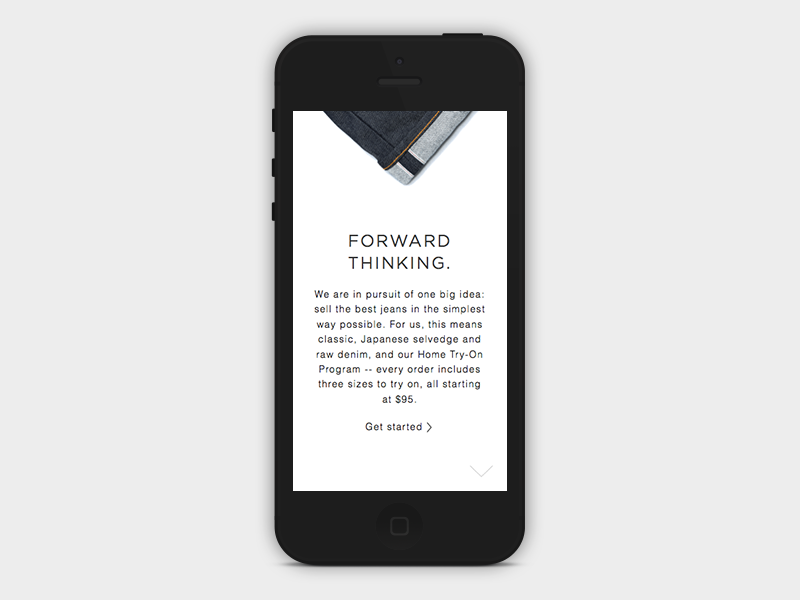 FORWARD
THINKING.
We are in pursuit of one big idea:
sell the best jeans in the simplest
way possible. For us, this means
classic, Japanese selvedge and
raw denim, and our Home Try-On
Program -- every order includes
three sizes to try on, all starting
at $95.
Get started >